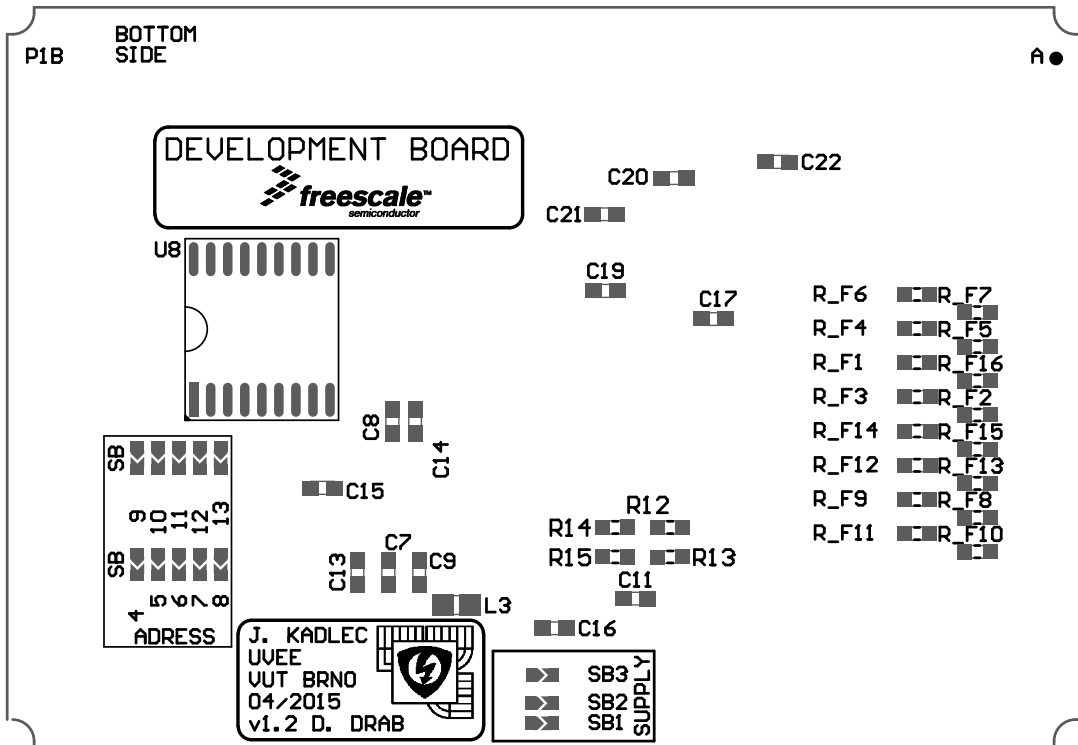 BOTTOM
SIDE
P1B
A
DEVELOPMENT BOARD
freescale™
semiconductor
C22
C20
C21
U8
C19
C17
R_F6 R_F7
R_F4 R_F5
R_F1 R_F16
R_F3 R_F2
R_F14 R_F15
R_F12 R_F13
R_F9 R_F8
R_F11 R_F10
C8
C14
C15
SB
9 10 11 12 13
SB
4 5 6 7 8
ADRESS
R12
R14
R15 R13
C7
C13
C9
C11
L3
C16
J. KADLEC
UVEE
VUT BRNO
04/2015
v1.2 D. DRAB
SB3
SB2
SB1
SUPPLY